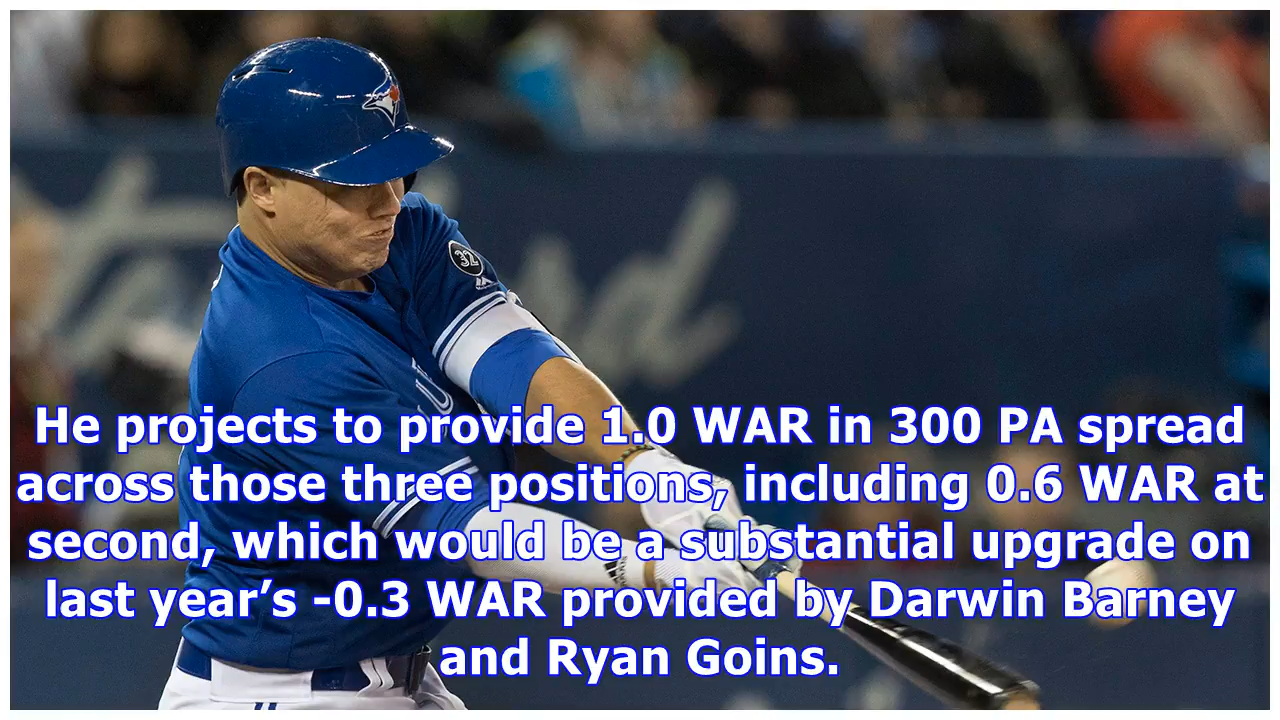 32
He projects to provide 1.0 WAR in 300 PA spread
across those three positions, including 0.6 WAR at
second, which would be a substantial upgrade on
last year’s -0.3 WAR provided by Darwin Barney
and Ryan Goins.